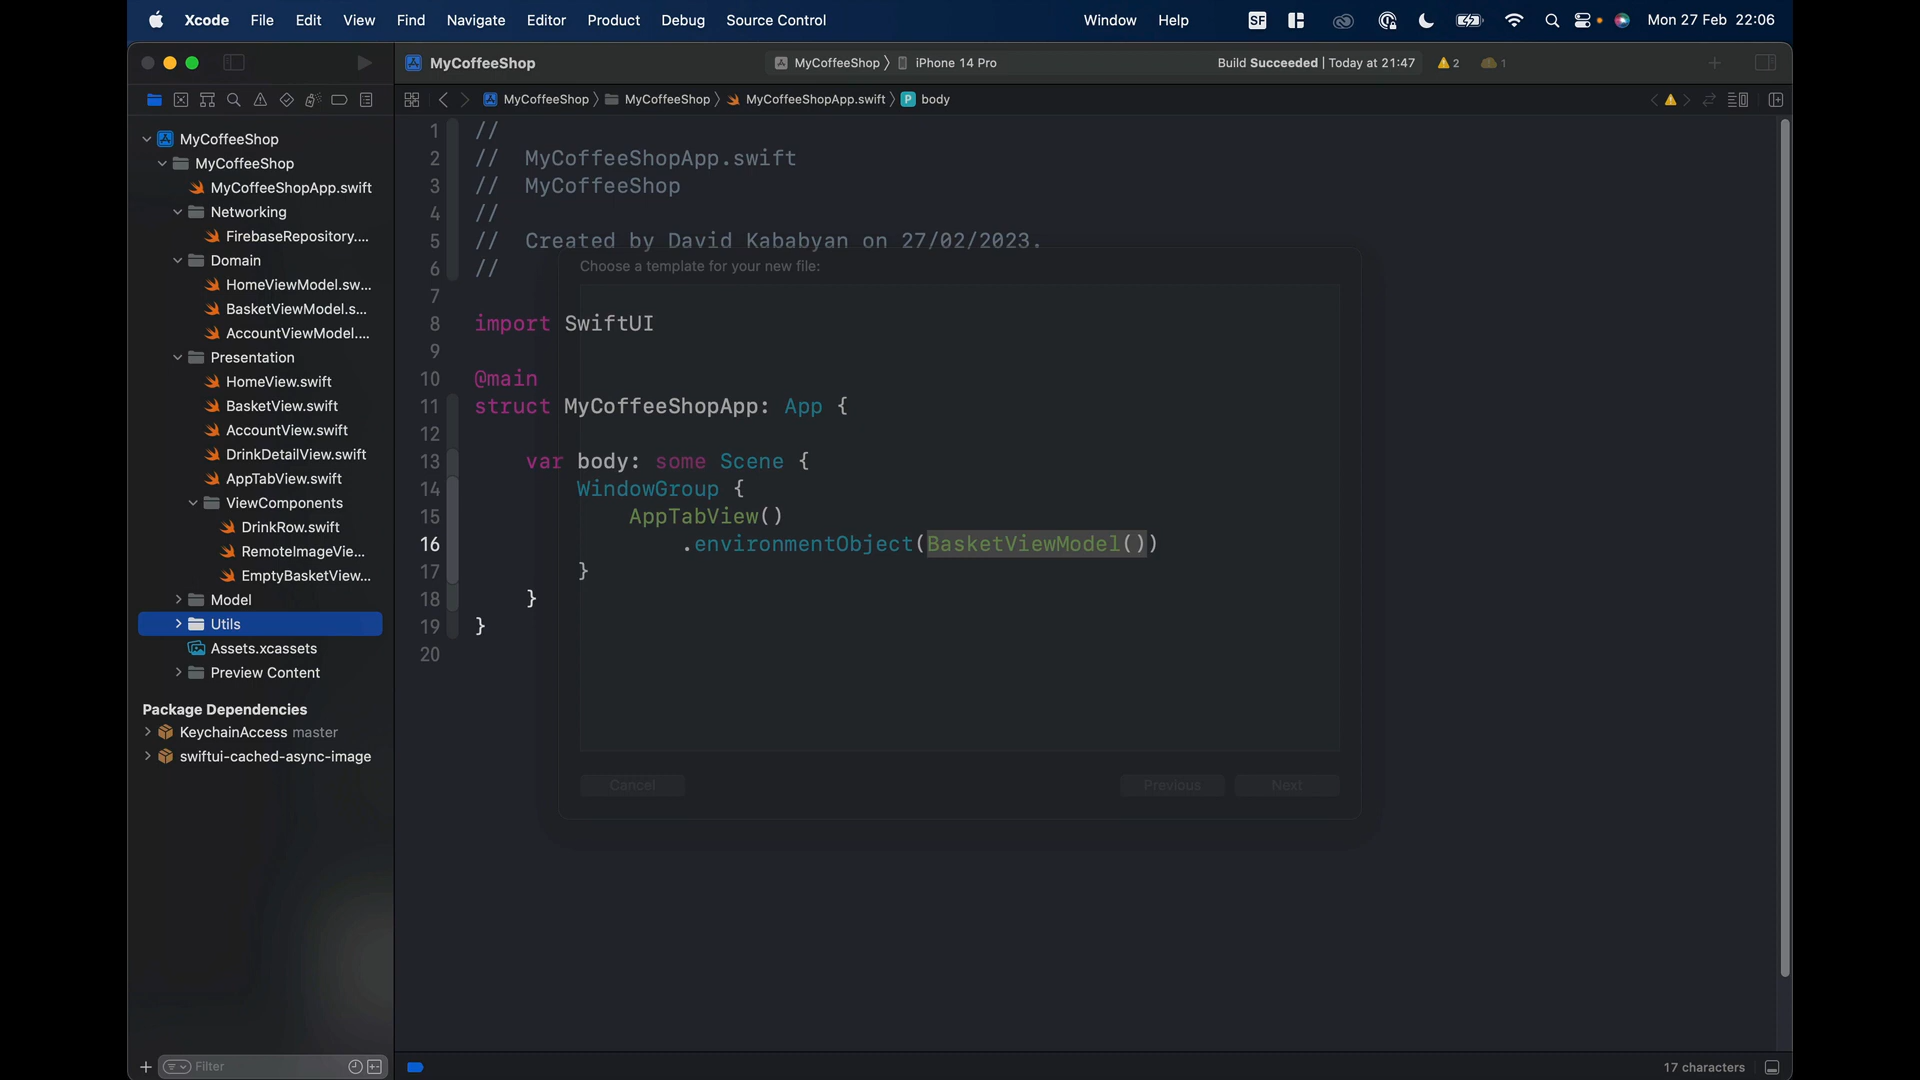 Xcode File Edit View Find Navigate Editor Product Debug Source Control Window Help SF Mon 27 Feb 22:06
MyCoffeeShop MyCoffeeShop 〉 iPhone 14 Pro Build Succeeded | Today at 21:47 2 1
MyCoffeeShop 〉 MyCoffeeShop 〉 MyCoffeeShopApp.swift 〉 P body
MyCoffeeShop
MyCoffeeShop
MyCoffeeShopApp.swift
Networking
FirebaseRepository....
Domain
HomeViewModel.sw...
BasketViewModel.s...
AccountViewModel....
Presentation
HomeView.swift
BasketView.swift
AccountView.swift
DrinkDetailView.swift
AppTabView.swift
ViewComponents
DrinkRow.swift
RemoteImageVie...
EmptyBasketView...
Model
Utils
Assets.xcassets
Preview Content
Package Dependencies
KeychainAccess master
swiftui-cached-async-image
Filter
1 //
2 // MyCoffeeShopApp.swift
3 // MyCoffeeShop
4 //
5 // Created by David Kababyan on 27/02/2023.
6 //
7
8 import SwiftUI
9
10 @main
11 struct MyCoffeeShopApp: App {
12
13 var body: some Scene {
14 WindowGroup {
15 AppTabView()
16 .environmentObject(BasketViewModel())
17 }
18 }
19 }
20
Choose a template for your new file:
Cancel Previous Next
17 characters